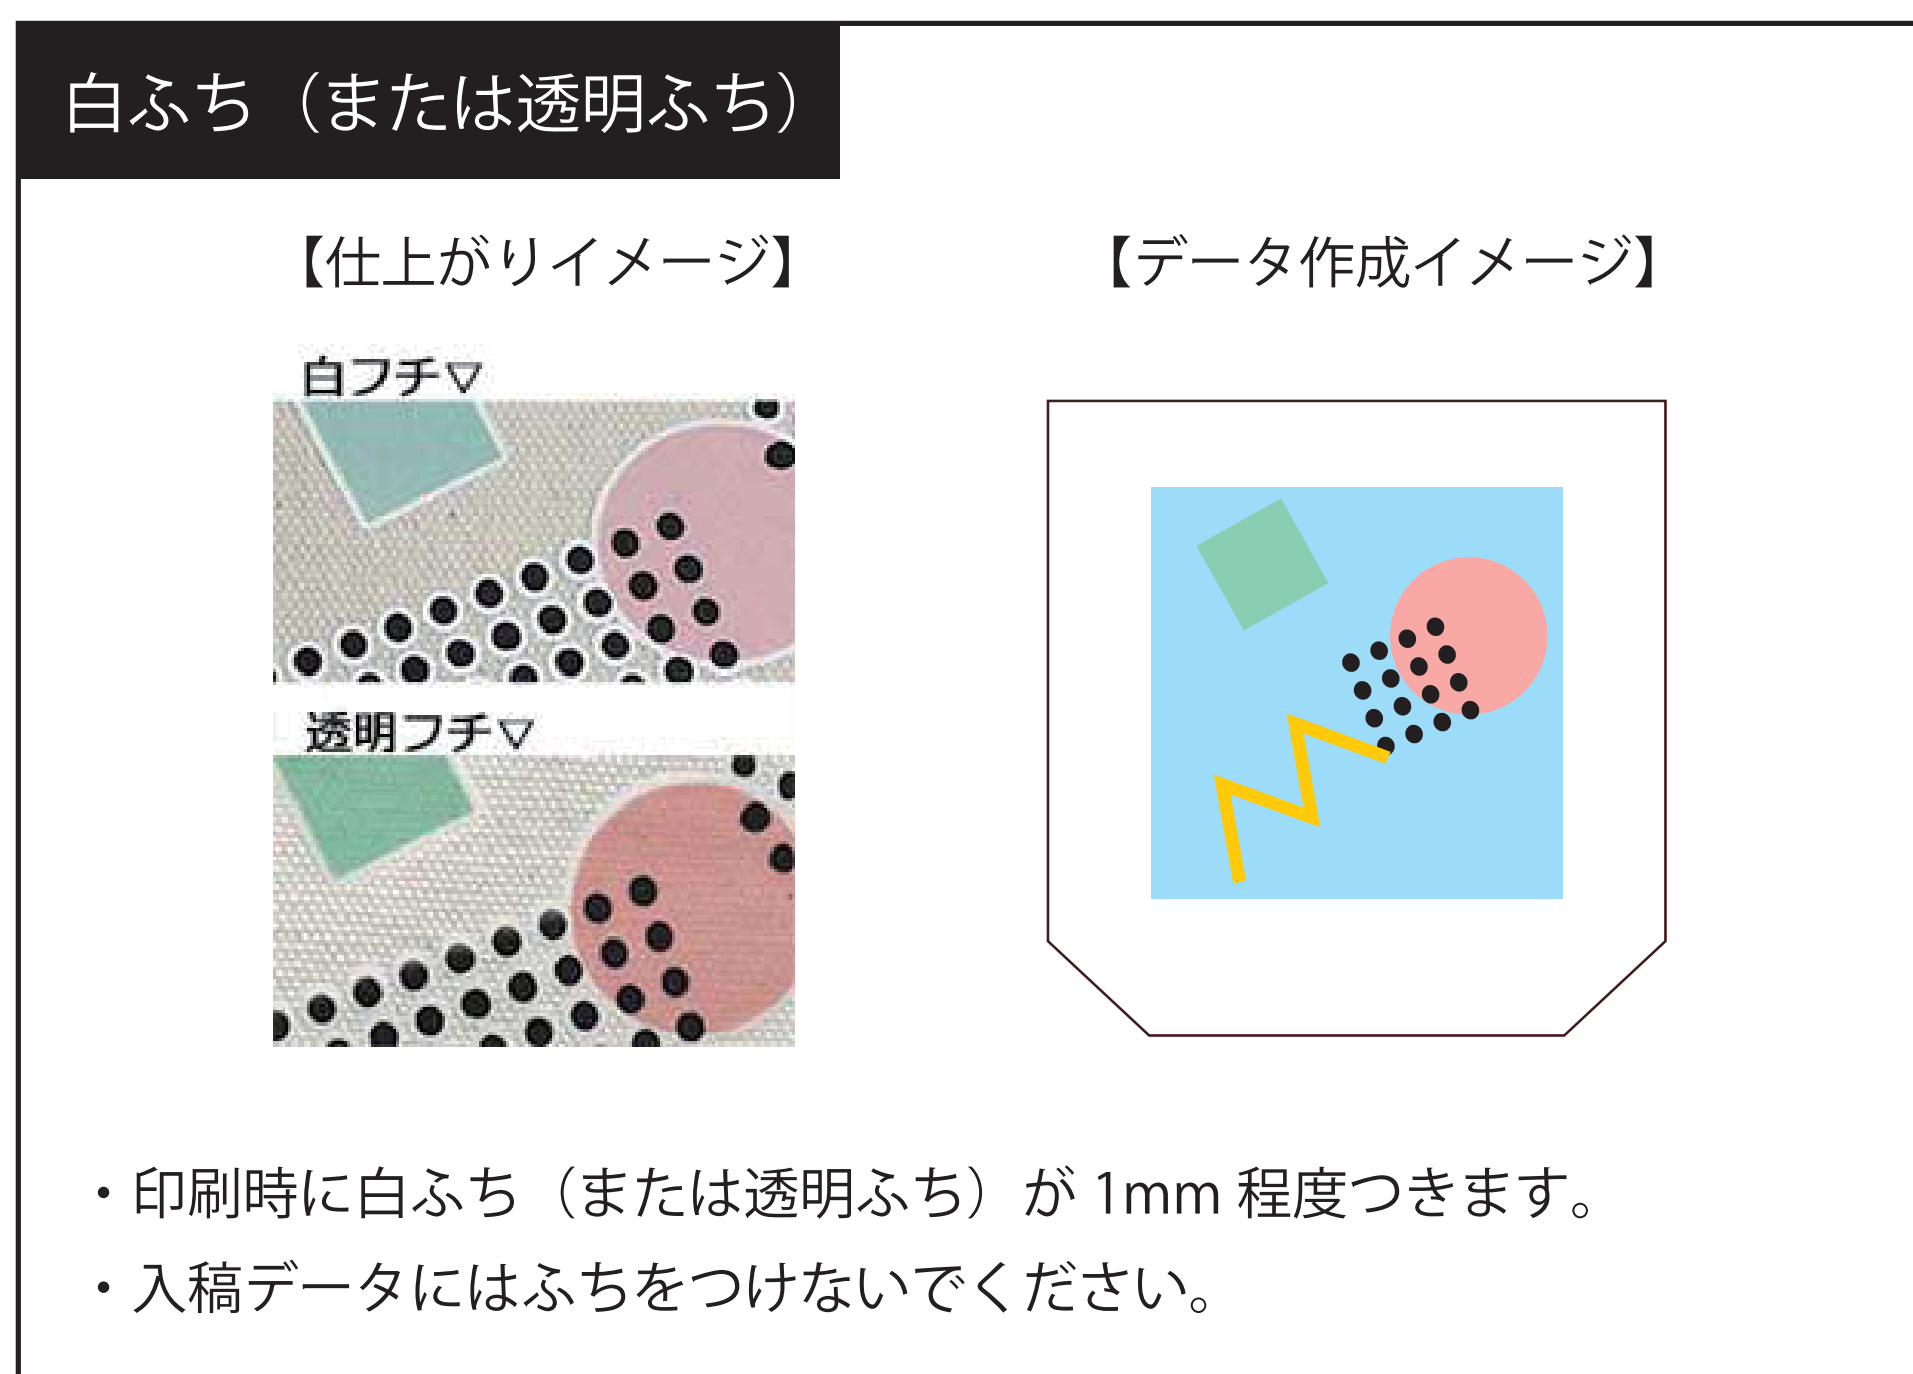 白ふち（または透明ふち）
【仕上がりイメージ】
【データ作成イメージ】
白フチ▽
透明フチ▽
・印刷時に白ふち（または透明ふち）が 1mm 程度つきます。
・入稿データにはふちをつけないでください。